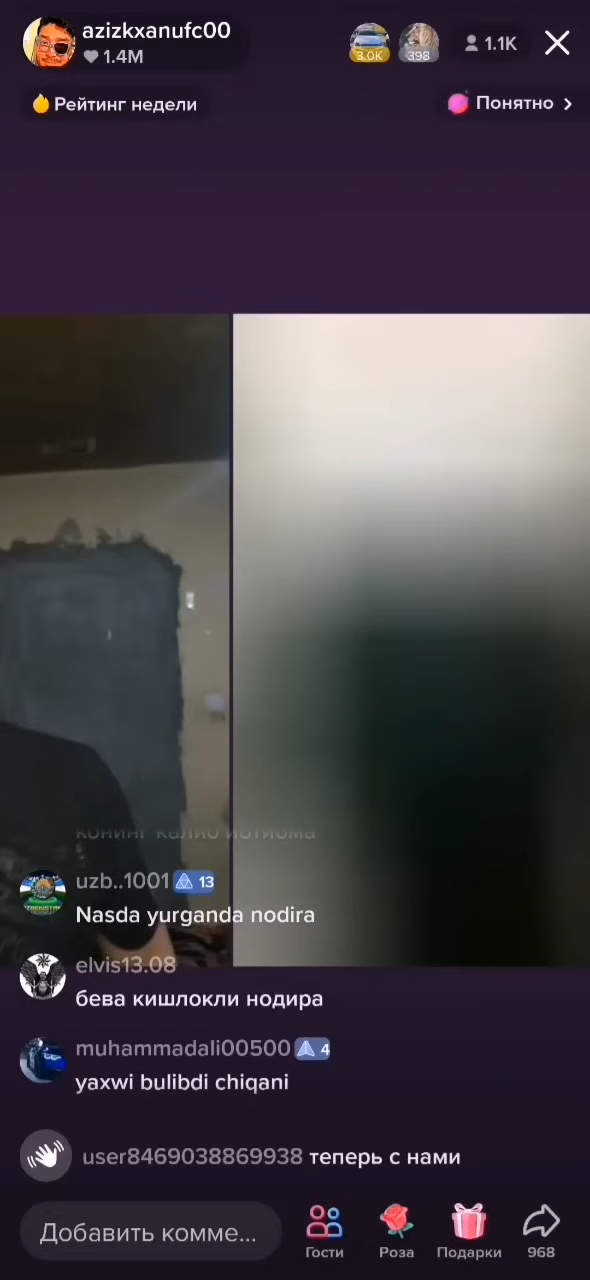 azizkxanufc00
1.4M
3.0K
398
1.1K
Рейтинг недели
Понятно
uzb..1001 13
Nasda yurganda nodira
elvis13.08
бева кишлокли нодира
muhammadali00500 4
yaxwi bulibdi chiqani
user8469038869938 теперь с нами
Добавить комме...
Гости
Роза
Подарки
968